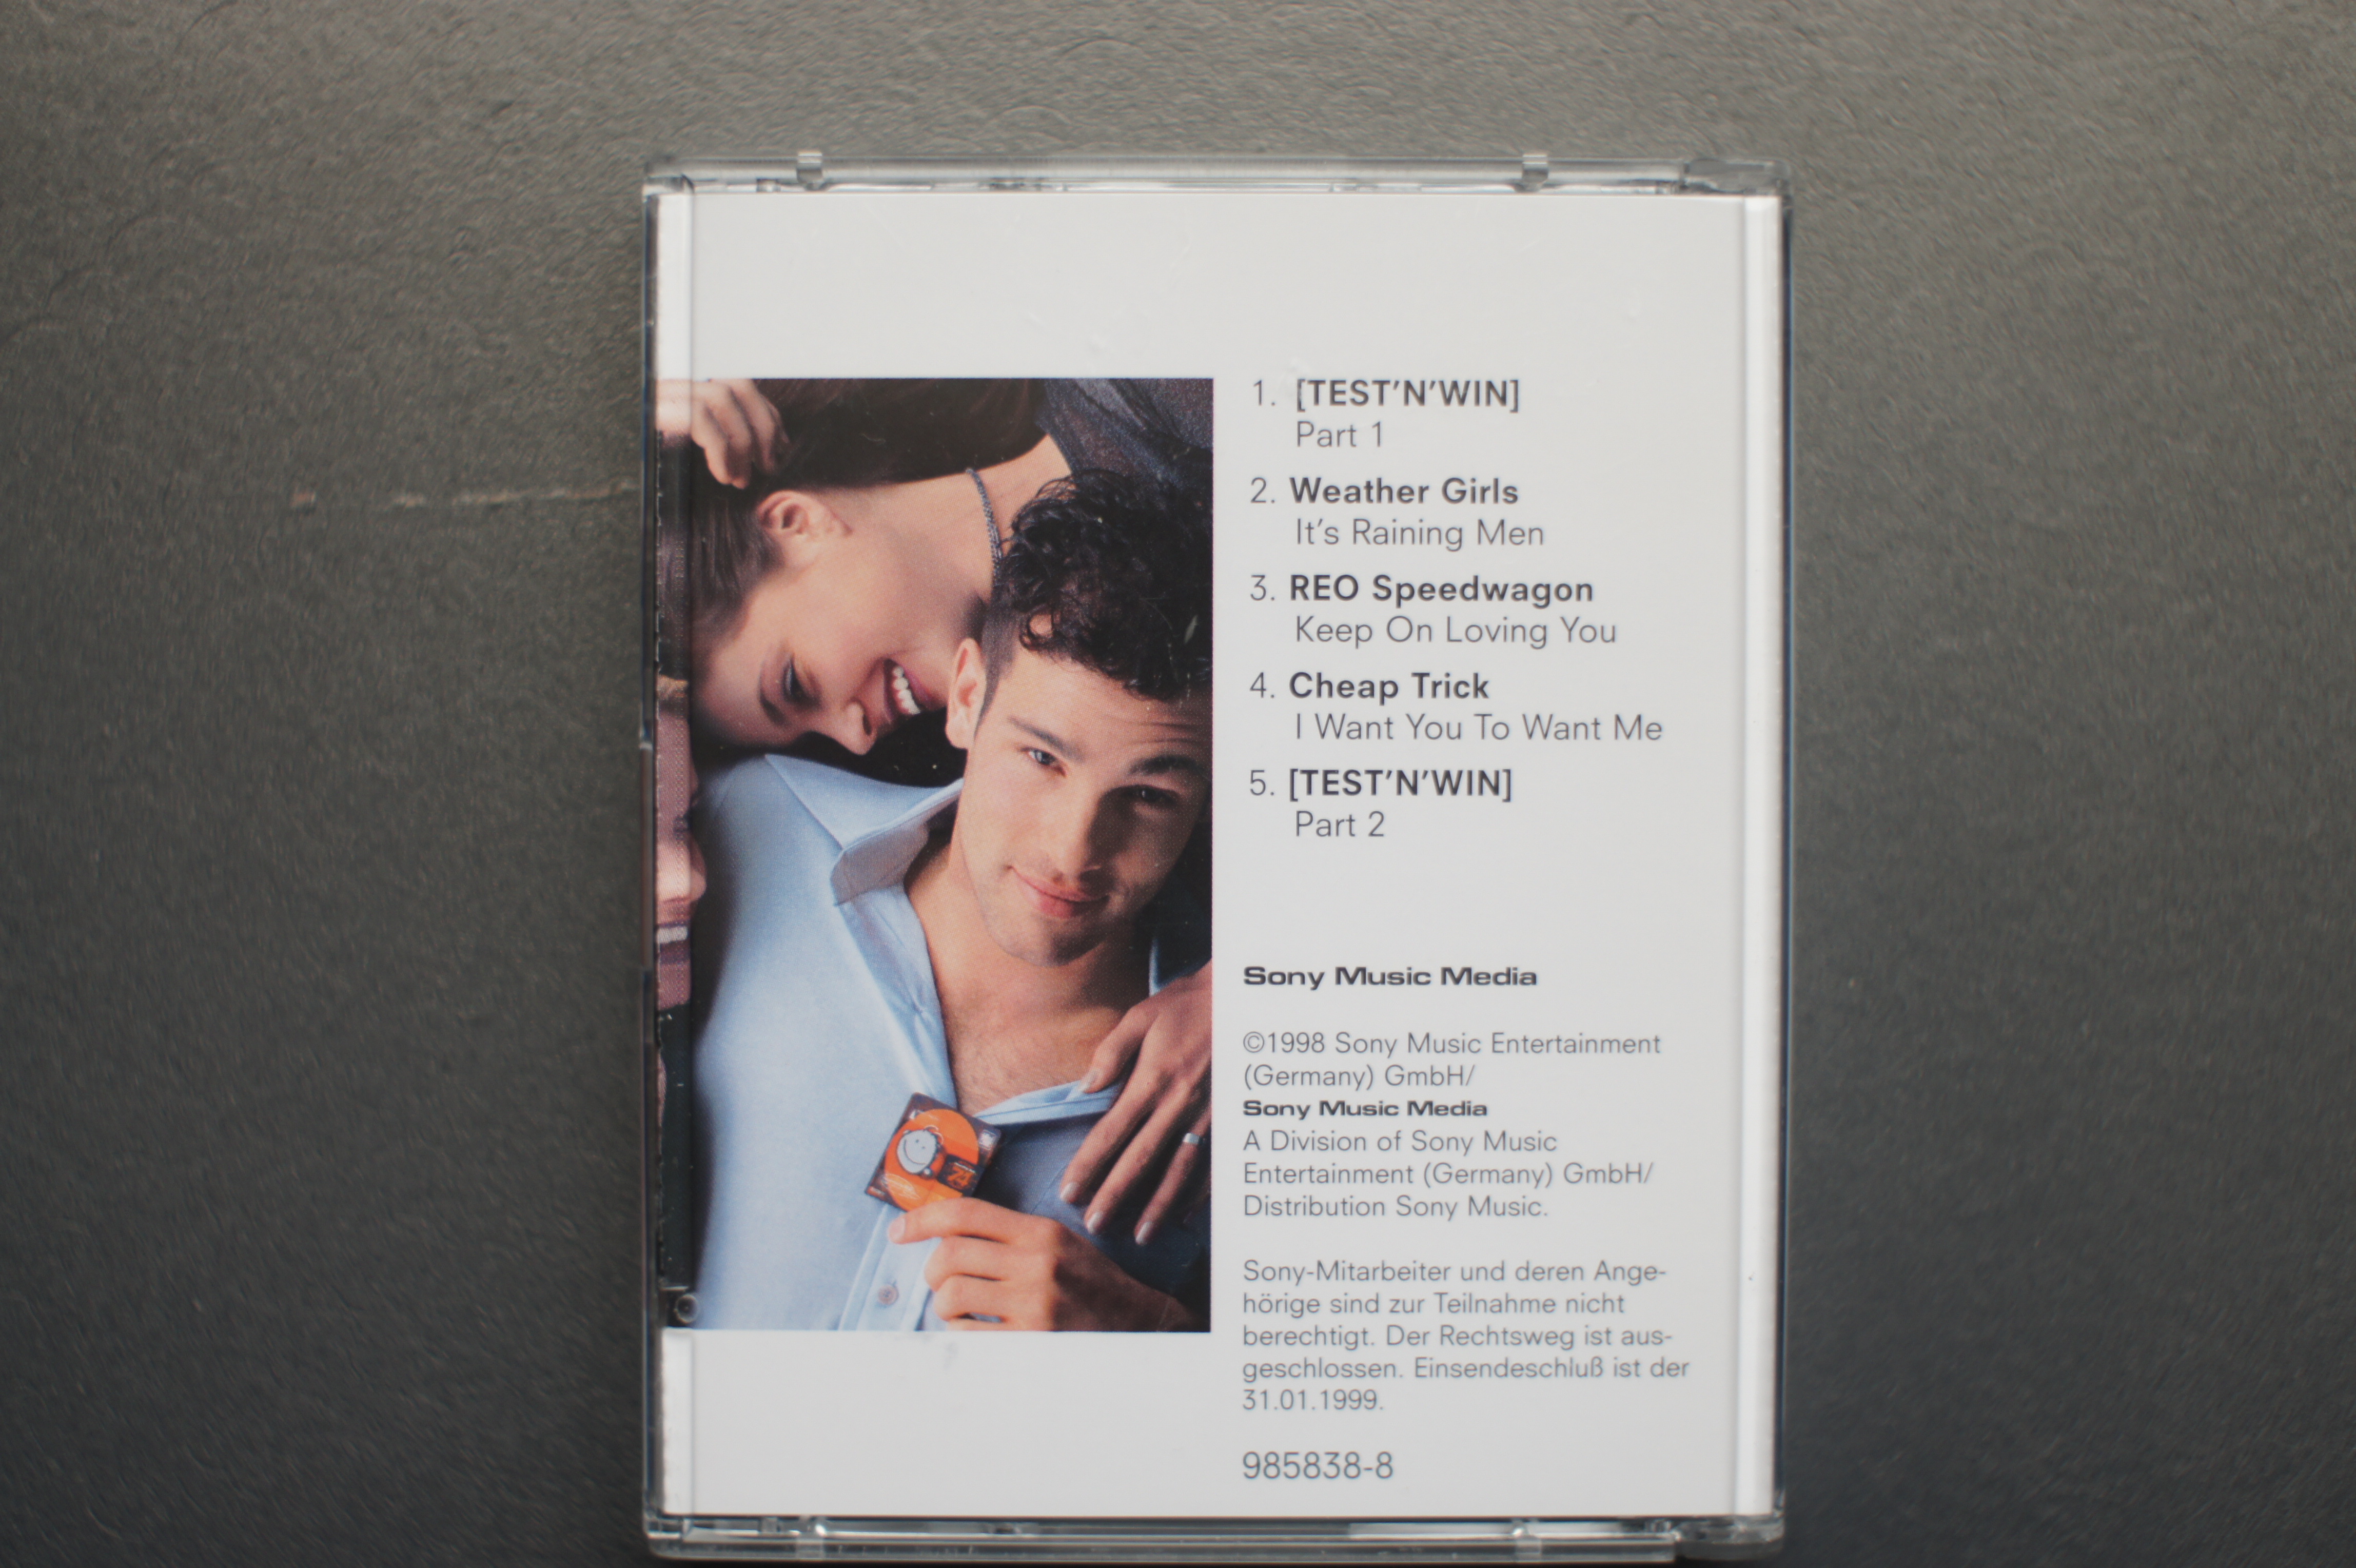 1. [TEST’N’WIN]
Part 1
2. Weather Girls
It’s Raining Men
3. REO Speedwagon
Keep On Loving You
4. Cheap Trick
I Want You To Want Me
5. [TEST’N’WIN]
Part 2
Sony Music Media
©1998 Sony Music Entertainment
(Germany) GmbH/
Sony Music Media
A Division of Sony Music
Entertainment (Germany) GmbH/
Distribution Sony Music.
Sony-Mitarbeiter und deren Ange-
hörige sind zur Teilnahme nicht
berechtigt. Der Rechtsweg ist aus-
geschlossen. Einsendeschluß ist der
31.01.1999.
985838-8
74